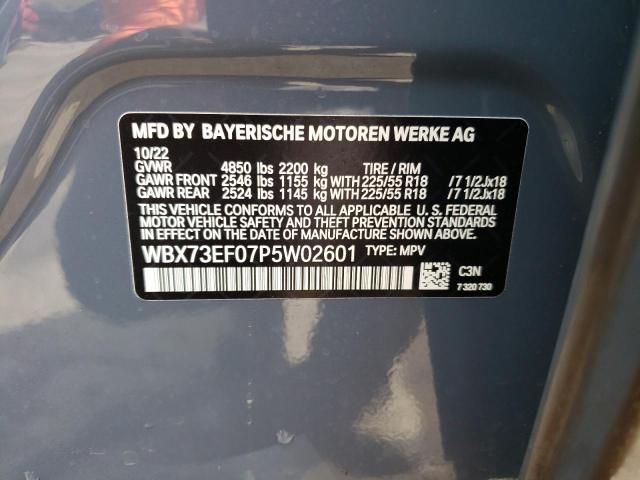 MFD BY BAYERISCHE MOTOREN WERKE AG
10/22
GVWR 4850 lbs 2200 kg TIRE / RIM
GAWR FRONT 2546 lbs 1155 kg WITH 225/55 R18 /7 1/2Jx18
GAWR REAR 2524 lbs 1145 kg WITH 225/55 R18 /7 1/2Jx18
THIS VEHICLE CONFORMS TO ALL APPLICABLE U. S. FEDERAL
MOTOR VEHICLE SAFETY, BUMPER, AND THEFT PREVENTION
STANDARDS IN EFFECT ON THE DATE OF MANUFACTURE SHOWN ABOVE.
WBX73EF07P5W02601 TYPE: MPV
C3N
7 320 730